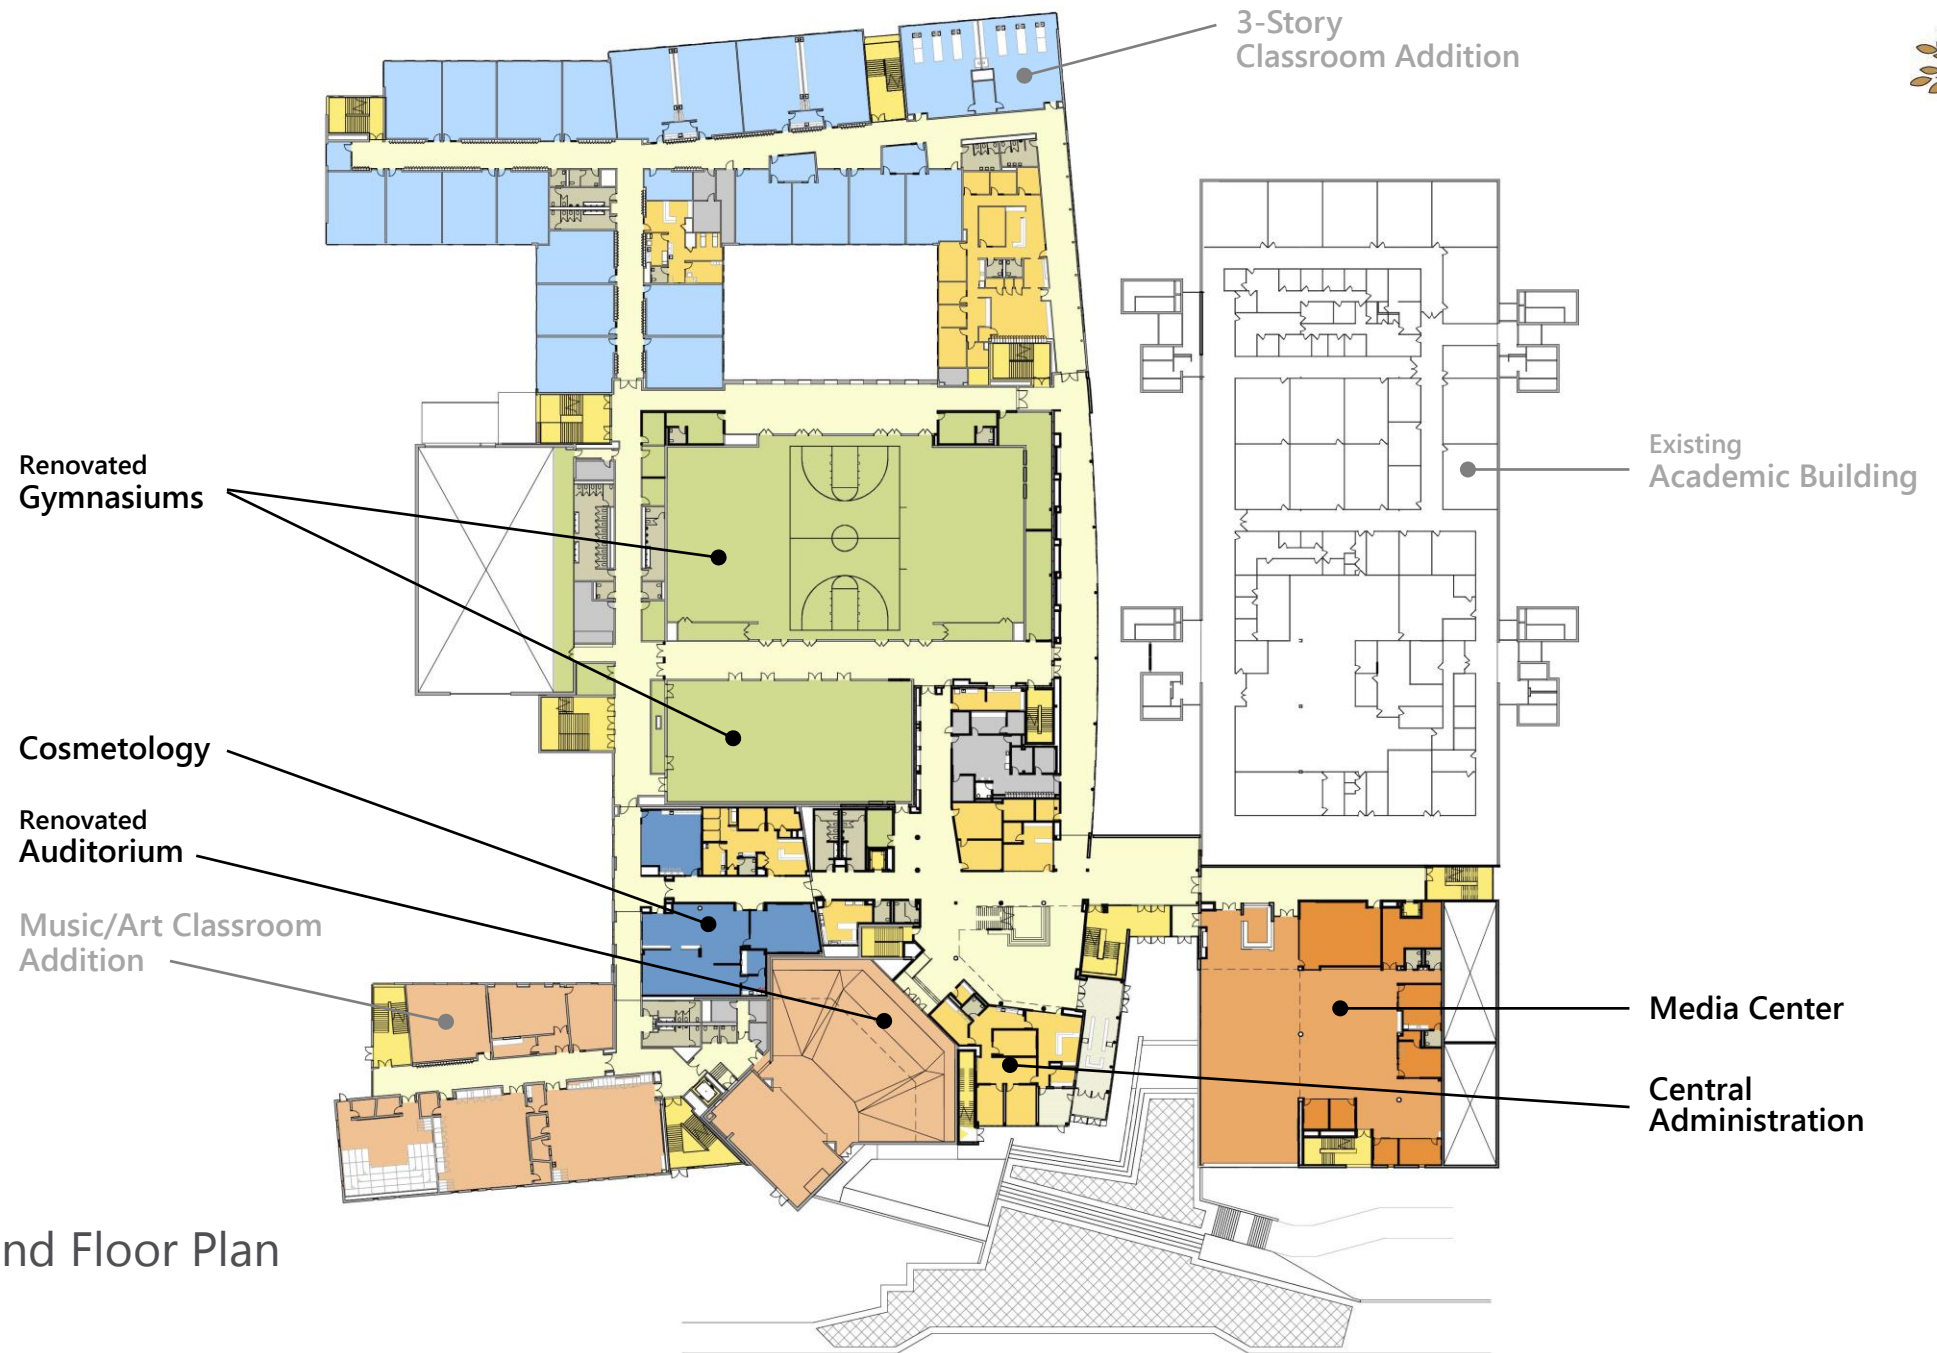 3-Story
Classroom Addition
Renovated
Gymnasiums
Existing
Academic Building
Cosmetology
Renovated
Auditorium
Music/Art Classroom
Addition
Media Center
Central
Administration
nd Floor Plan